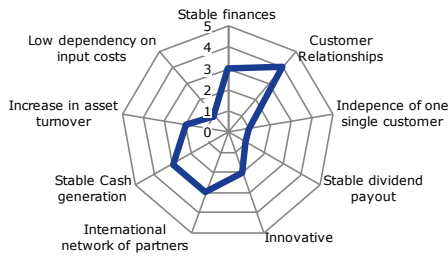 Stable finances
Customer
Relationships
Indepence of one
single customer
Stable dividend
payout
Innovative
International
network of partners
Stable Cash
generation
Increase in asset
turnover
Low dependency on
input costs
5
4
3
2
1
0